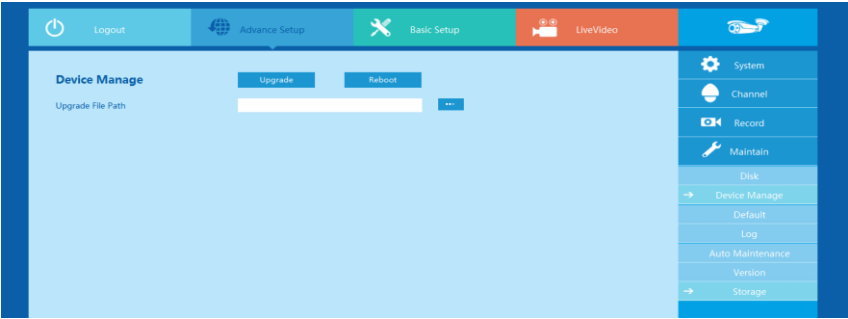 Logout
Advance Setup
Basic Setup
LiveVideo
Device Manage
Upgrade
Reboot
Upgrade File Path
System
Channel
Record
Maintain
Disk
Device Manage
Default
Log
Auto Maintenance
Version
Storage